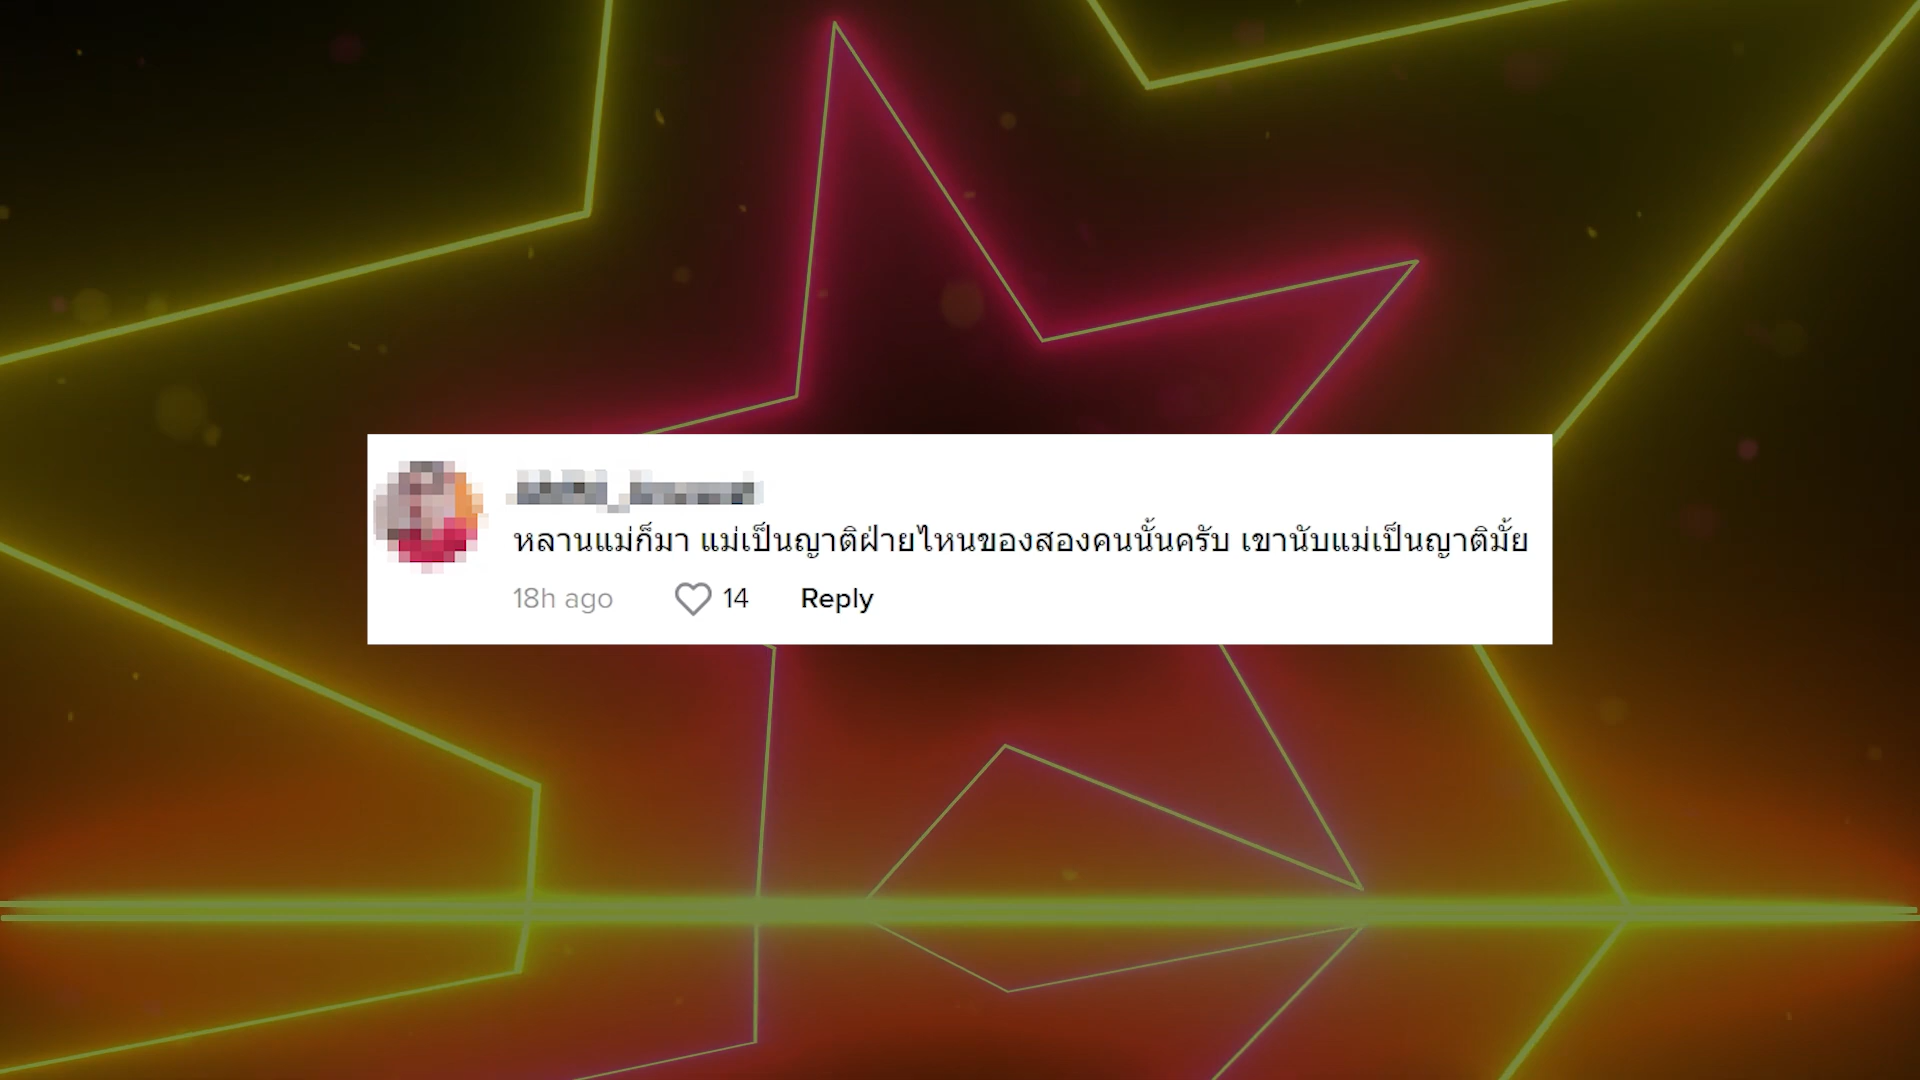 หลานแม่ก็มา แม่เป็นญาติฝ่ายไหนของสองคนนั้นครับ เขานับแม่เป็นญาติมั้ย
18h ago 14 Reply